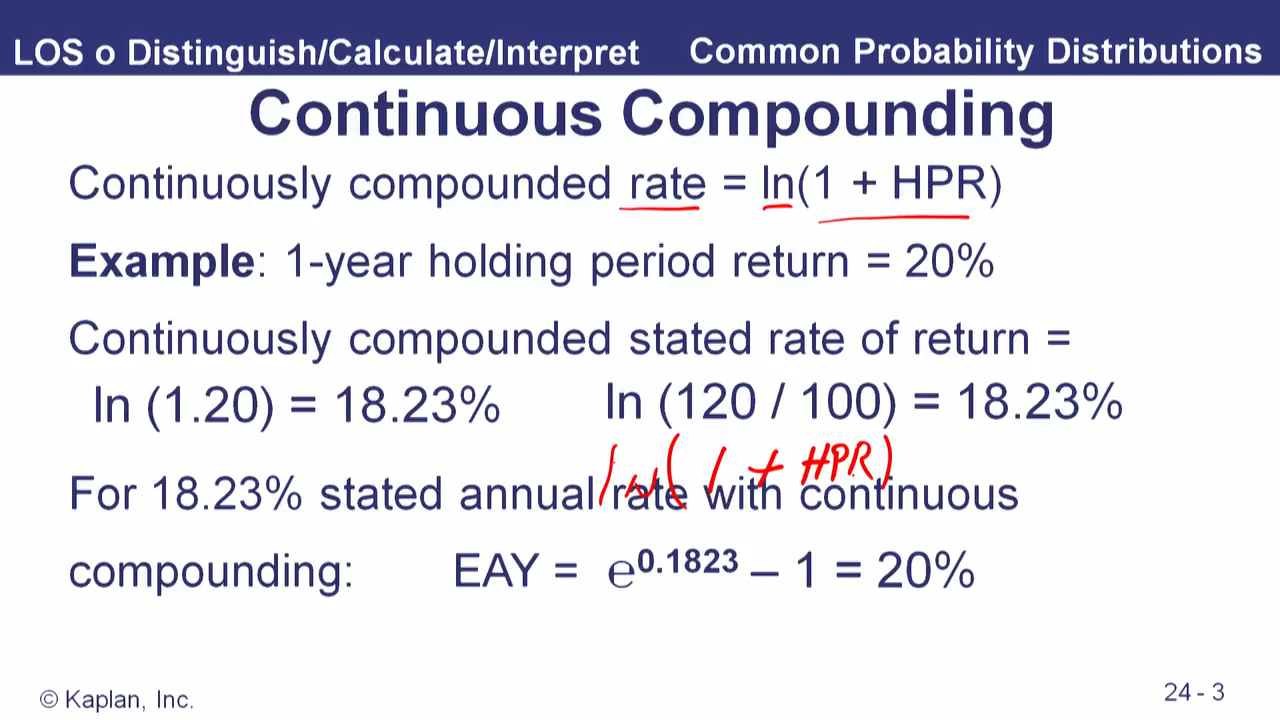 LOS o Distinguish/Calculate/Interpret Common Probability Distributions
Continuous Compounding
Continuously compounded rate = ln(1 + HPR)
Example: 1-year holding period return = 20%
Continuously compounded stated rate of return =
ln (1.20) = 18.23% ln (120 / 100) = 18.23%
ln( 1 + HPR)
For 18.23% stated annual rate with continuous
compounding: EAY = e^0.1823 – 1 = 20%
© Kaplan, Inc. 24 - 3